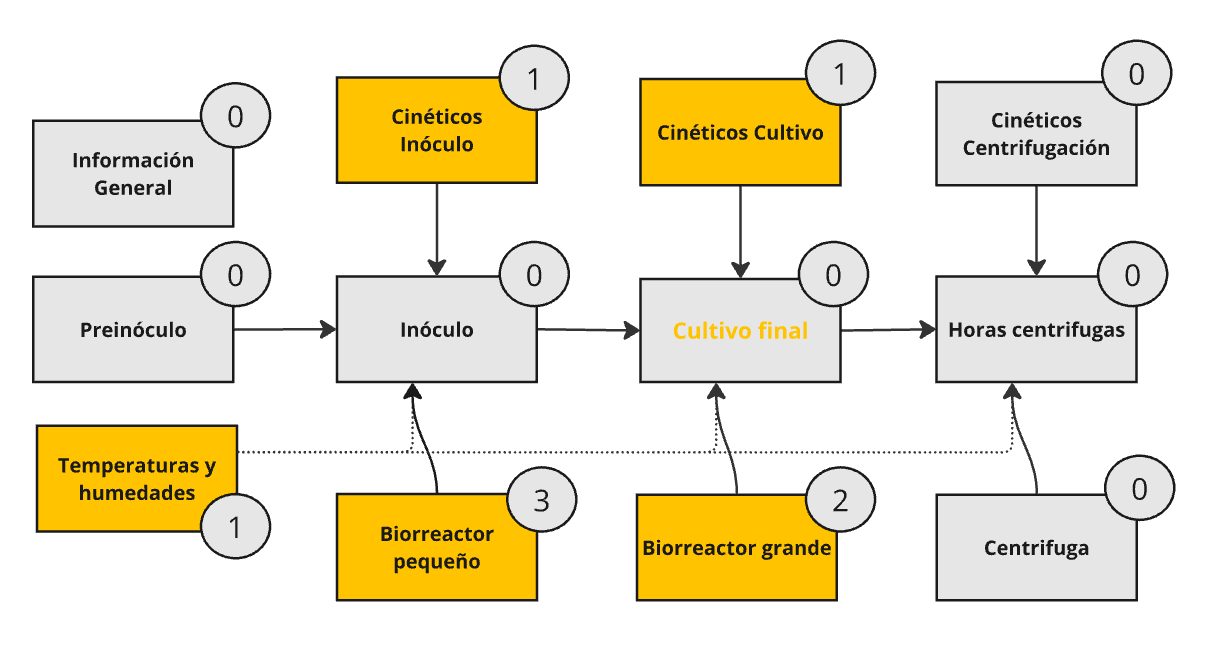 0
Información
General
1
Cinéticos
Inóculo
1
Cinéticos Cultivo
0
Cinéticos
Centrifugación
0
Preinóculo
0
Inóculo
0
Cultivo final
0
Horas centrifugas
Temperaturas y
humedades
1
3
Biorreactor
pequeño
2
Biorreactor grande
0
Centrifuga